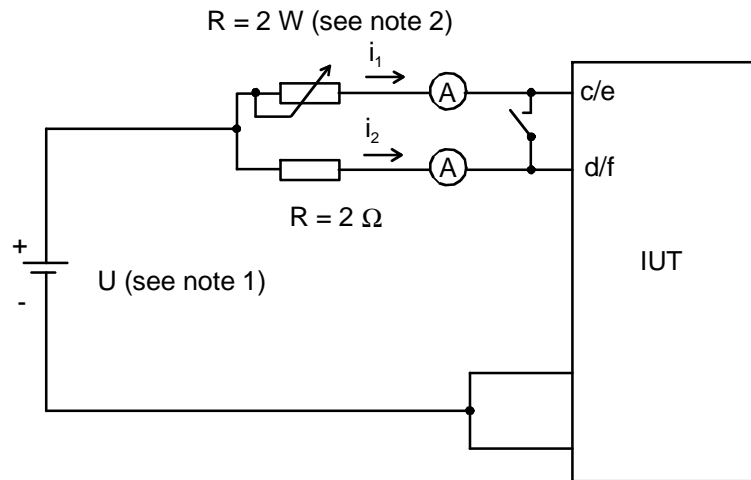 R = 2 W (see note 2)
i1
A
c/e
i2
A
d/f
R = 2 Ω
+
U (see note 1)
-
IUT